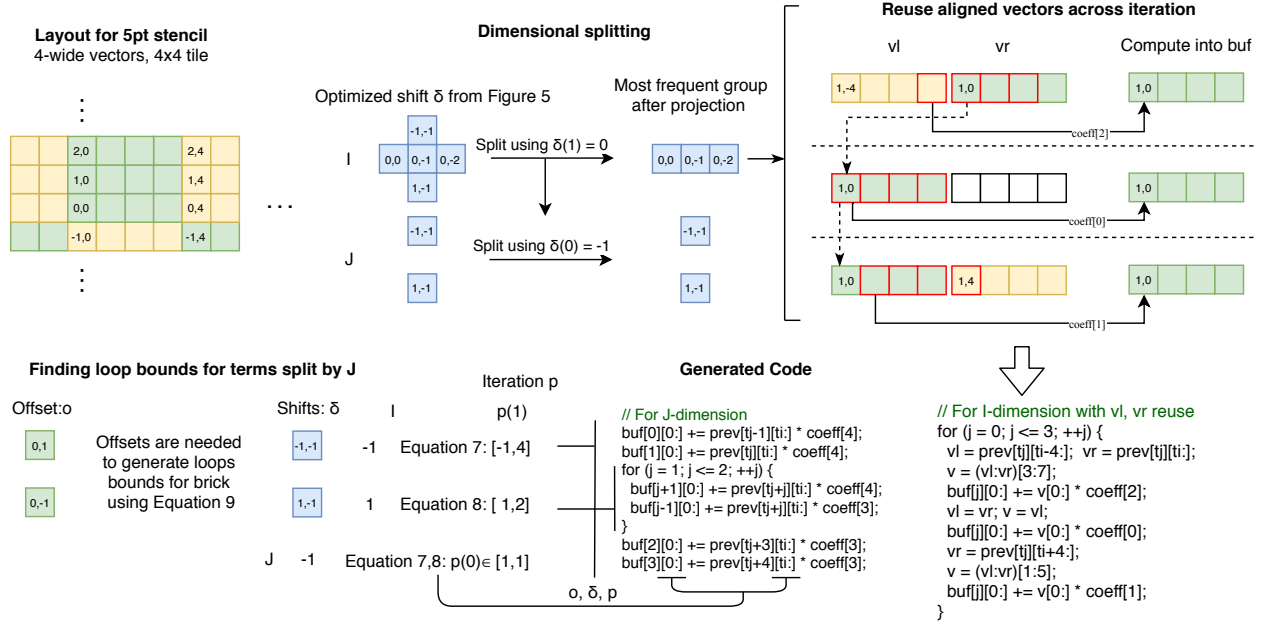 Layout for 5pt stencil
4-wide vectors, 4x4 tile
2,0
2,4
1,0
1,4
0,0
0,4
-1,0
-1,4
Dimensional splitting
Optimized shift δ from Figure 5
Most frequent group
after projection
-1,-1
I
0,0
0,-1
0,-2
Split using δ(1) = 0
0,0
0,-1
0,-2
1,-1
-1,-1
-1,-1
J
Split using δ(0) = -1
1,-1
1,-1
Reuse aligned vectors across iteration
vl
vr
Compute into buf
1,-4
1,0
1,0
coeff[2]
1,0
1,0
coeff[0]
1,0
1,4
1,0
coeff[1]
Finding loop bounds for terms split by J
Offset:o
Shifts: δ
I
Iteration p
p(1)
0,1
Offsets are needed
to generate loops
bounds for brick
using Equation 9
-1,-1
-1
Equation 7: [-1,4]
0,-1
1,-1
1
Equation 8: [ 1,2]
J
-1
Equation 7,8: p(0)∈ [1,1]
o, δ, p
Generated Code
// For J-dimension
buf[0][0:] += prev[tj-1][ti:] * coeff[4];
buf[1][0:] += prev[tj][ti:] * coeff[4];
for (j = 1; j <= 2; ++j) {
buf[j+1][0:] += prev[tj+j][ti:] * coeff[4];
buf[j-1][0:] += prev[tj+j][ti:] * coeff[3];
}
buf[2][0:] += prev[tj+3][ti:] * coeff[3];
buf[3][0:] += prev[tj+4][ti:] * coeff[3];
// For I-dimension with vl, vr reuse
for (j = 0; j <= 3; ++j) {
vl = prev[tj][ti-4:]; vr = prev[tj][ti:];
v = (vl:vr)[3:7];
buf[j][0:] += v[0:] * coeff[2];
vl = vr; v = vl;
buf[j][0:] += v[0:] * coeff[0];
vr = prev[tj][ti+4:];
v = (vl:vr)[1:5];
buf[j][0:] += v[0:] * coeff[1];
}